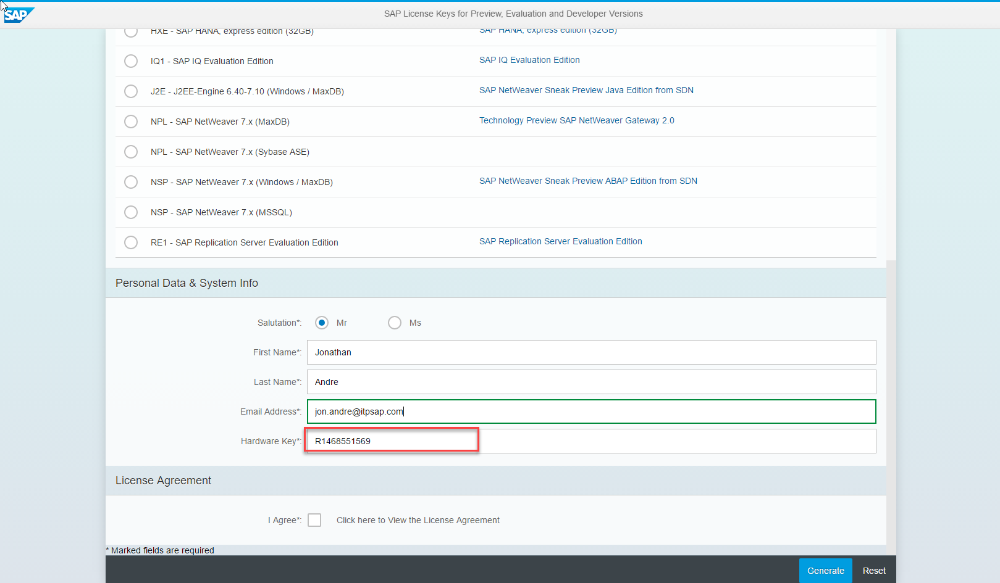 SAP
SAP License Keys for Preview, Evaluation and Developer Versions
HXE - SAP HANA, express edition (32GB) SAP HANA, express edition (32GB)
IQ1 - SAP IQ Evaluation Edition SAP IQ Evaluation Edition
J2E - J2EE-Engine 6.40-7.10 (Windows / MaxDB) SAP NetWeaver Sneak Preview Java Edition from SDN
NPL - SAP NetWeaver 7.x (MaxDB) Technology Preview SAP NetWeaver Gateway 2.0
NPL - SAP NetWeaver 7.x (Sybase ASE)
NSP - SAP NetWeaver 7.x (Windows / MaxDB) SAP NetWeaver Sneak Preview ABAP Edition from SDN
NSP - SAP NetWeaver 7.x (MSSQL)
RE1 - SAP Replication Server Evaluation Edition SAP Replication Server Evaluation Edition
Personal Data & System Info
Salutation*: Mr Ms
First Name*: Jonathan
Last Name*: Andre
Email Address*: jon.andre@itpsap.com
Hardware Key*: R1468551569
License Agreement
I Agree*: Click here to View the License Agreement
* Marked fields are required
Generate Reset